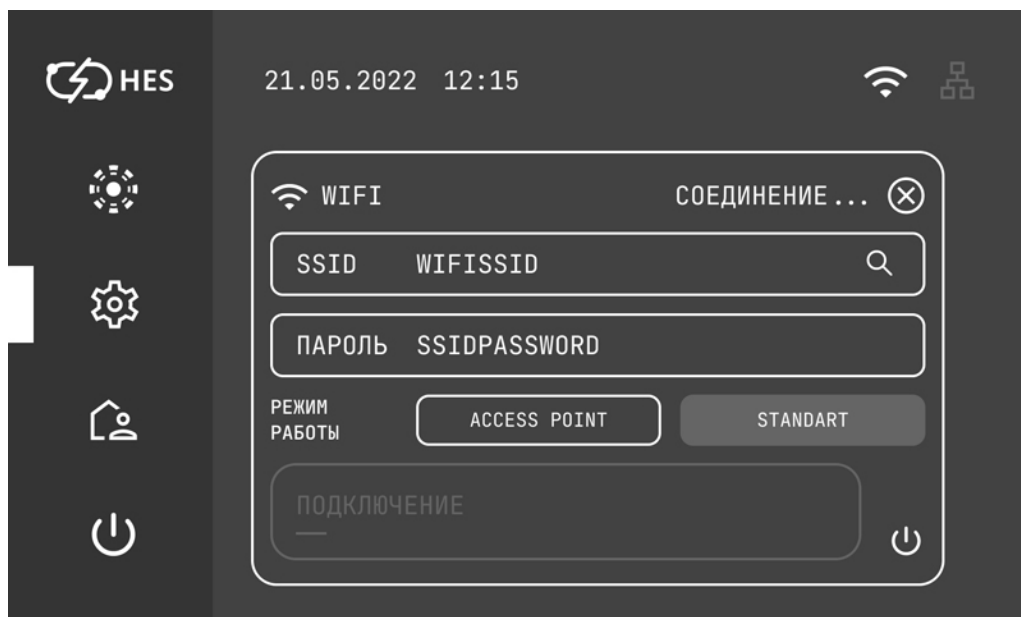 HES
21.05.2022 12:15
WIFI СОЕДИНЕНИЕ...
SSID WIFISSID
ПАРОЛЬ SSIDPASSWORD
РЕЖИМ
РАБОТЫ
ACCESS POINT STANDART
ПОДКЛЮЧЕНИЕ